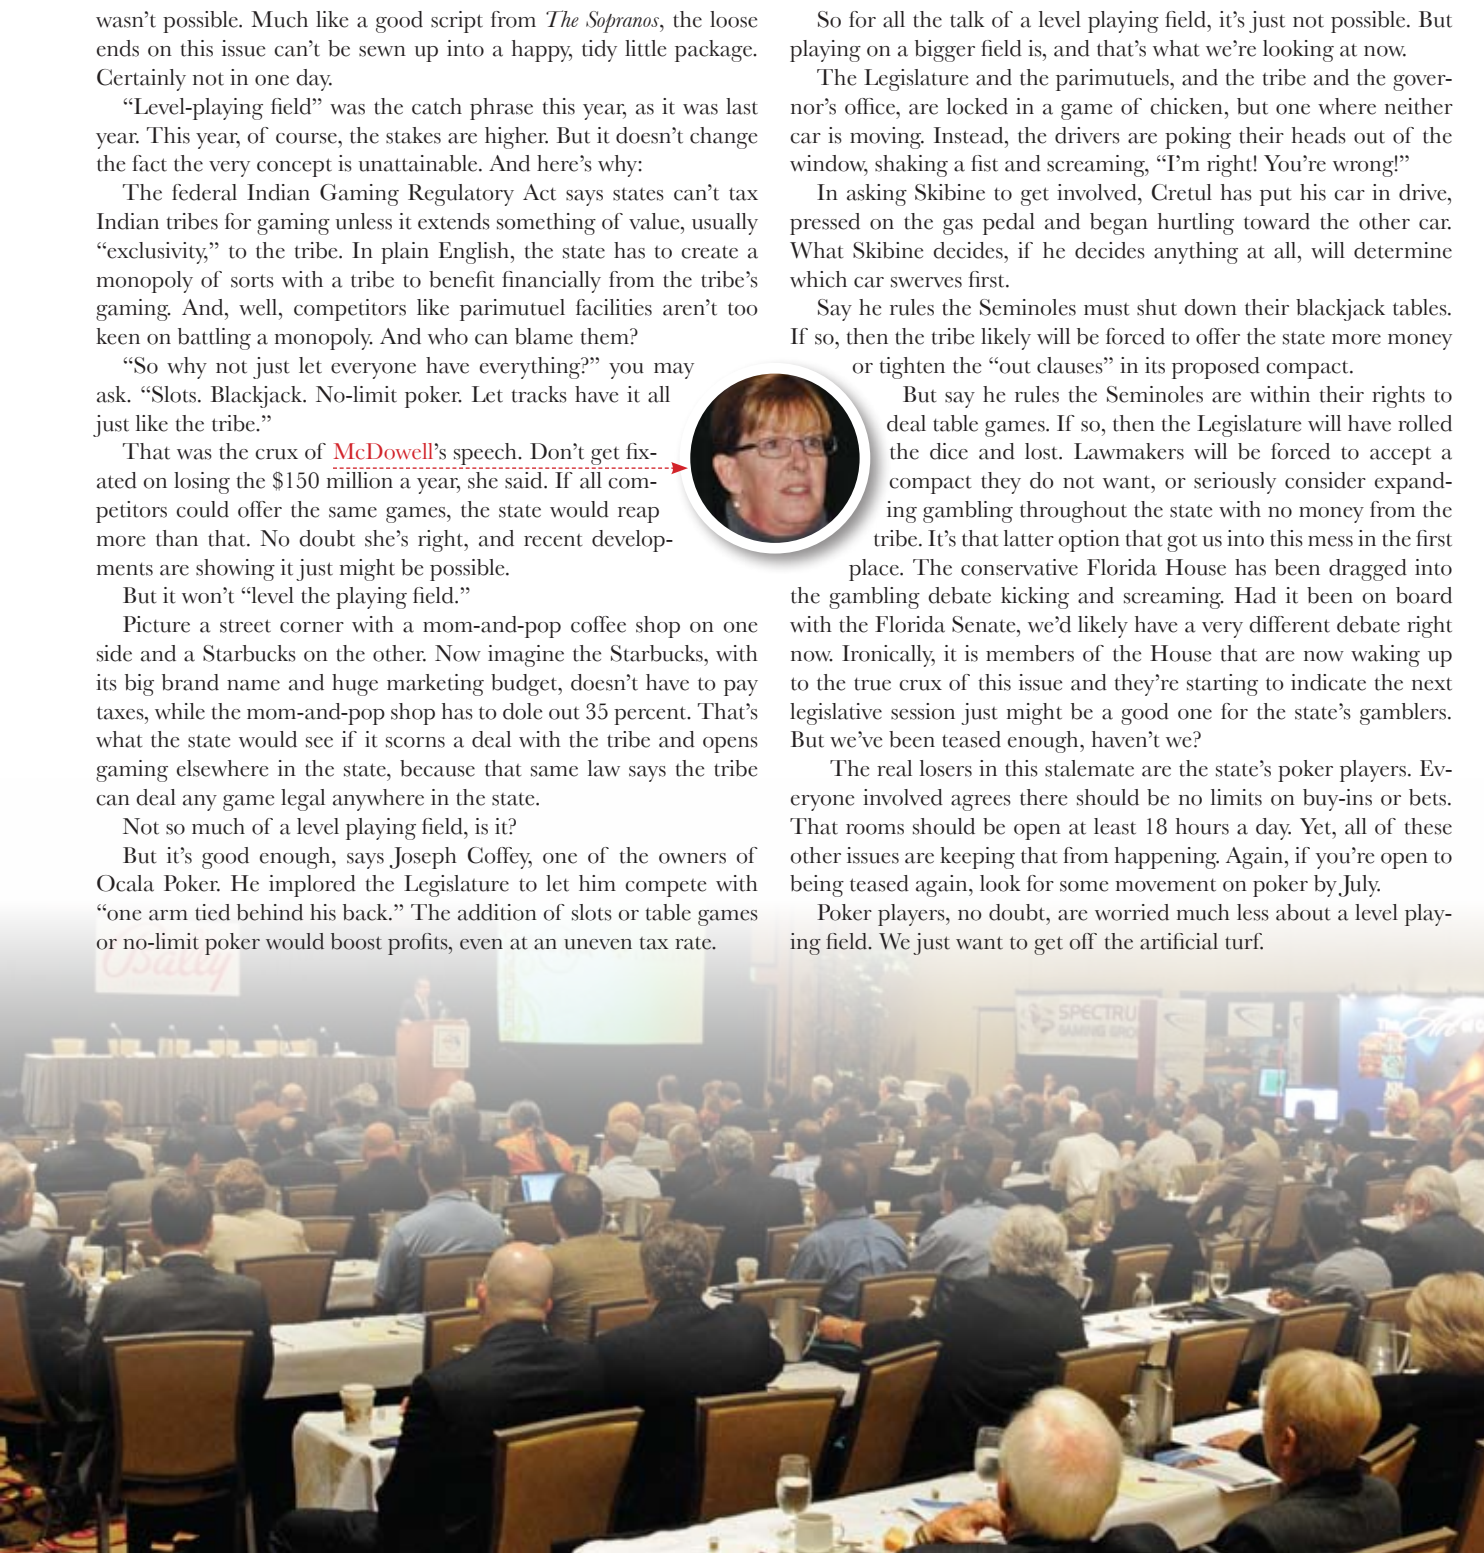 wasn't possible. Much like a good script from The Sopranos, the loose
ends on this issue can't be sewn up into a happy, tidy little package.
Certainly not in one day.
“Level-playing field” was the catch phrase this year, as it was last
year. This year, of course, the stakes are higher. But it doesn't change
the fact the very concept is unattainable. And here's why:
The federal Indian Gaming Regulatory Act says states can't tax
Indian tribes for gaming unless it extends something of value, usually
“exclusivity,” to the tribe. In plain English, the state has to create a
monopoly of sorts with a tribe to benefit financially from the tribe's
gaming. And, well, competitors like parimutuel facilities aren't too
keen on battling a monopoly. And who can blame them?
“So why not just let everyone have everything?” you may
ask. “Slots. Blackjack. No-limit poker. Let tracks have it all
just like the tribe.”
That was the crux of McDowell's speech. Don't get fix-
ated on losing the $150 million a year, she said. If all com-
petitors could offer the same games, the state would reap
more than that. No doubt she's right, and recent develop-
ments are showing it just might be possible.
But it won't “level the playing field.”
Picture a street corner with a mom-and-pop coffee shop on one
side and a Starbucks on the other. Now imagine the Starbucks, with
its big brand name and huge marketing budget, doesn't have to pay
taxes, while the mom-and-pop shop has to dole out 35 percent. That's
what the state would see if it scorns a deal with the tribe and opens
gaming elsewhere in the state, because that same law says the tribe
can deal any game legal anywhere in the state.
Not so much of a level playing field, is it?
But it's good enough, says Joseph Coffey, one of the owners of
Ocala Poker. He implored the Legislature to let him compete with
“one arm tied behind his back.” The addition of slots or table games
or no-limit poker would boost profits, even at an uneven tax rate.
So for all the talk of a level playing field, it's just not possible. But
playing on a bigger field is, and that's what we're looking at now.
The Legislature and the parimutuels, and the tribe and the gover-
nor's office, are locked in a game of chicken, but one where neither
car is moving. Instead, the drivers are poking their heads out of the
window, shaking a fist and screaming, “I'm right! You're wrong!”
In asking Skibine to get involved, Cretul has put his car in drive,
pressed on the gas pedal and began hurtling toward the other car.
What Skibine decides, if he decides anything at all, will determine
which car swerves first.
Say he rules the Seminoles must shut down their blackjack tables.
If so, then the tribe likely will be forced to offer the state more money
or tighten the “out clauses” in its proposed compact.
But say he rules the Seminoles are within their rights to
deal table games. If so, then the Legislature will have rolled
the dice and lost. Lawmakers will be forced to accept a
compact they do not want, or seriously consider expand-
ing gambling throughout the state with no money from the
tribe. It's that latter option that got us into this mess in the first
place. The conservative Florida House has been dragged into
the gambling debate kicking and screaming. Had it been on board
with the Florida Senate, we'd likely have a very different debate right
now. Ironically, it is members of the House that are now waking up
to the true crux of this issue and they're starting to indicate the next
legislative session just might be a good one for the state's gamblers.
But we've been teased enough, haven't we?
The real losers in this stalemate are the state's poker players. Ev-
eryone involved agrees there should be no limits on buy-ins or bets.
That rooms should be open at least 18 hours a day. Yet, all of these
other issues are keeping that from happening. Again, if you're open to
being teased again, look for some movement on poker by July.
Poker players, no doubt, are worried much less about a level play-
ing field. We just want to get off the artificial turf.
Bally
SPECTRU
GAMING GRO